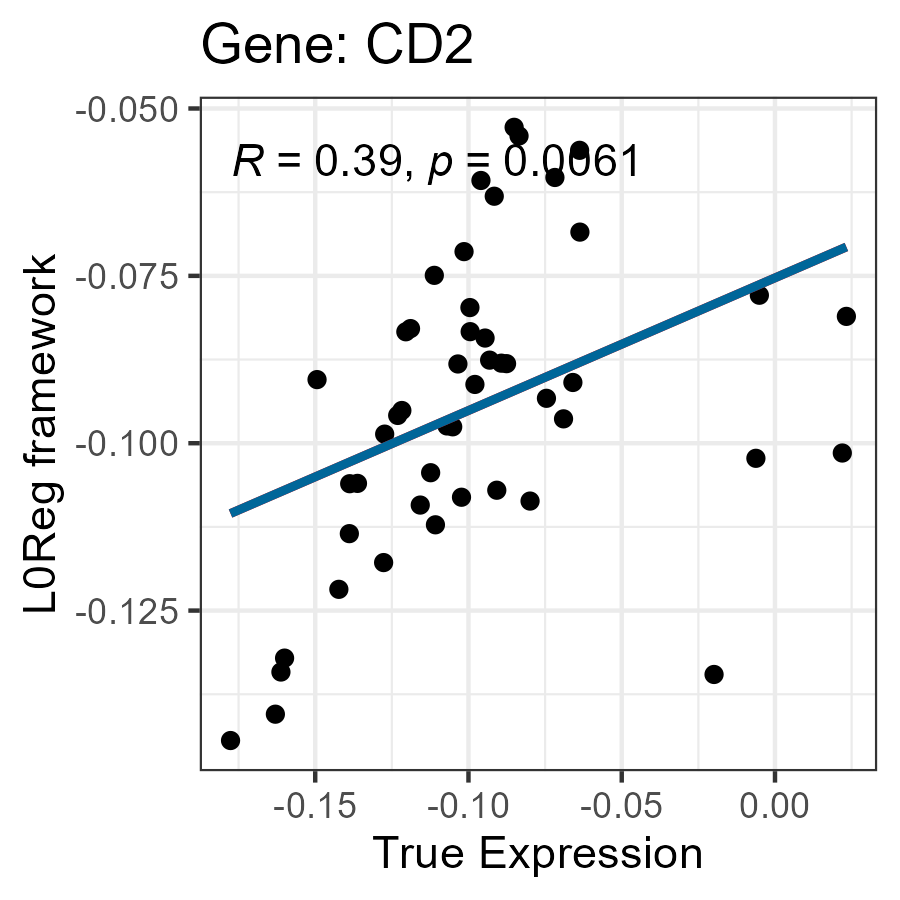 Gene: CD2
R = 0.39, p = 0.0061
-0.050
-0.075
-0.100
-0.125
L0Reg framework
-0.15
-0.10
-0.05
0.00
True Expression